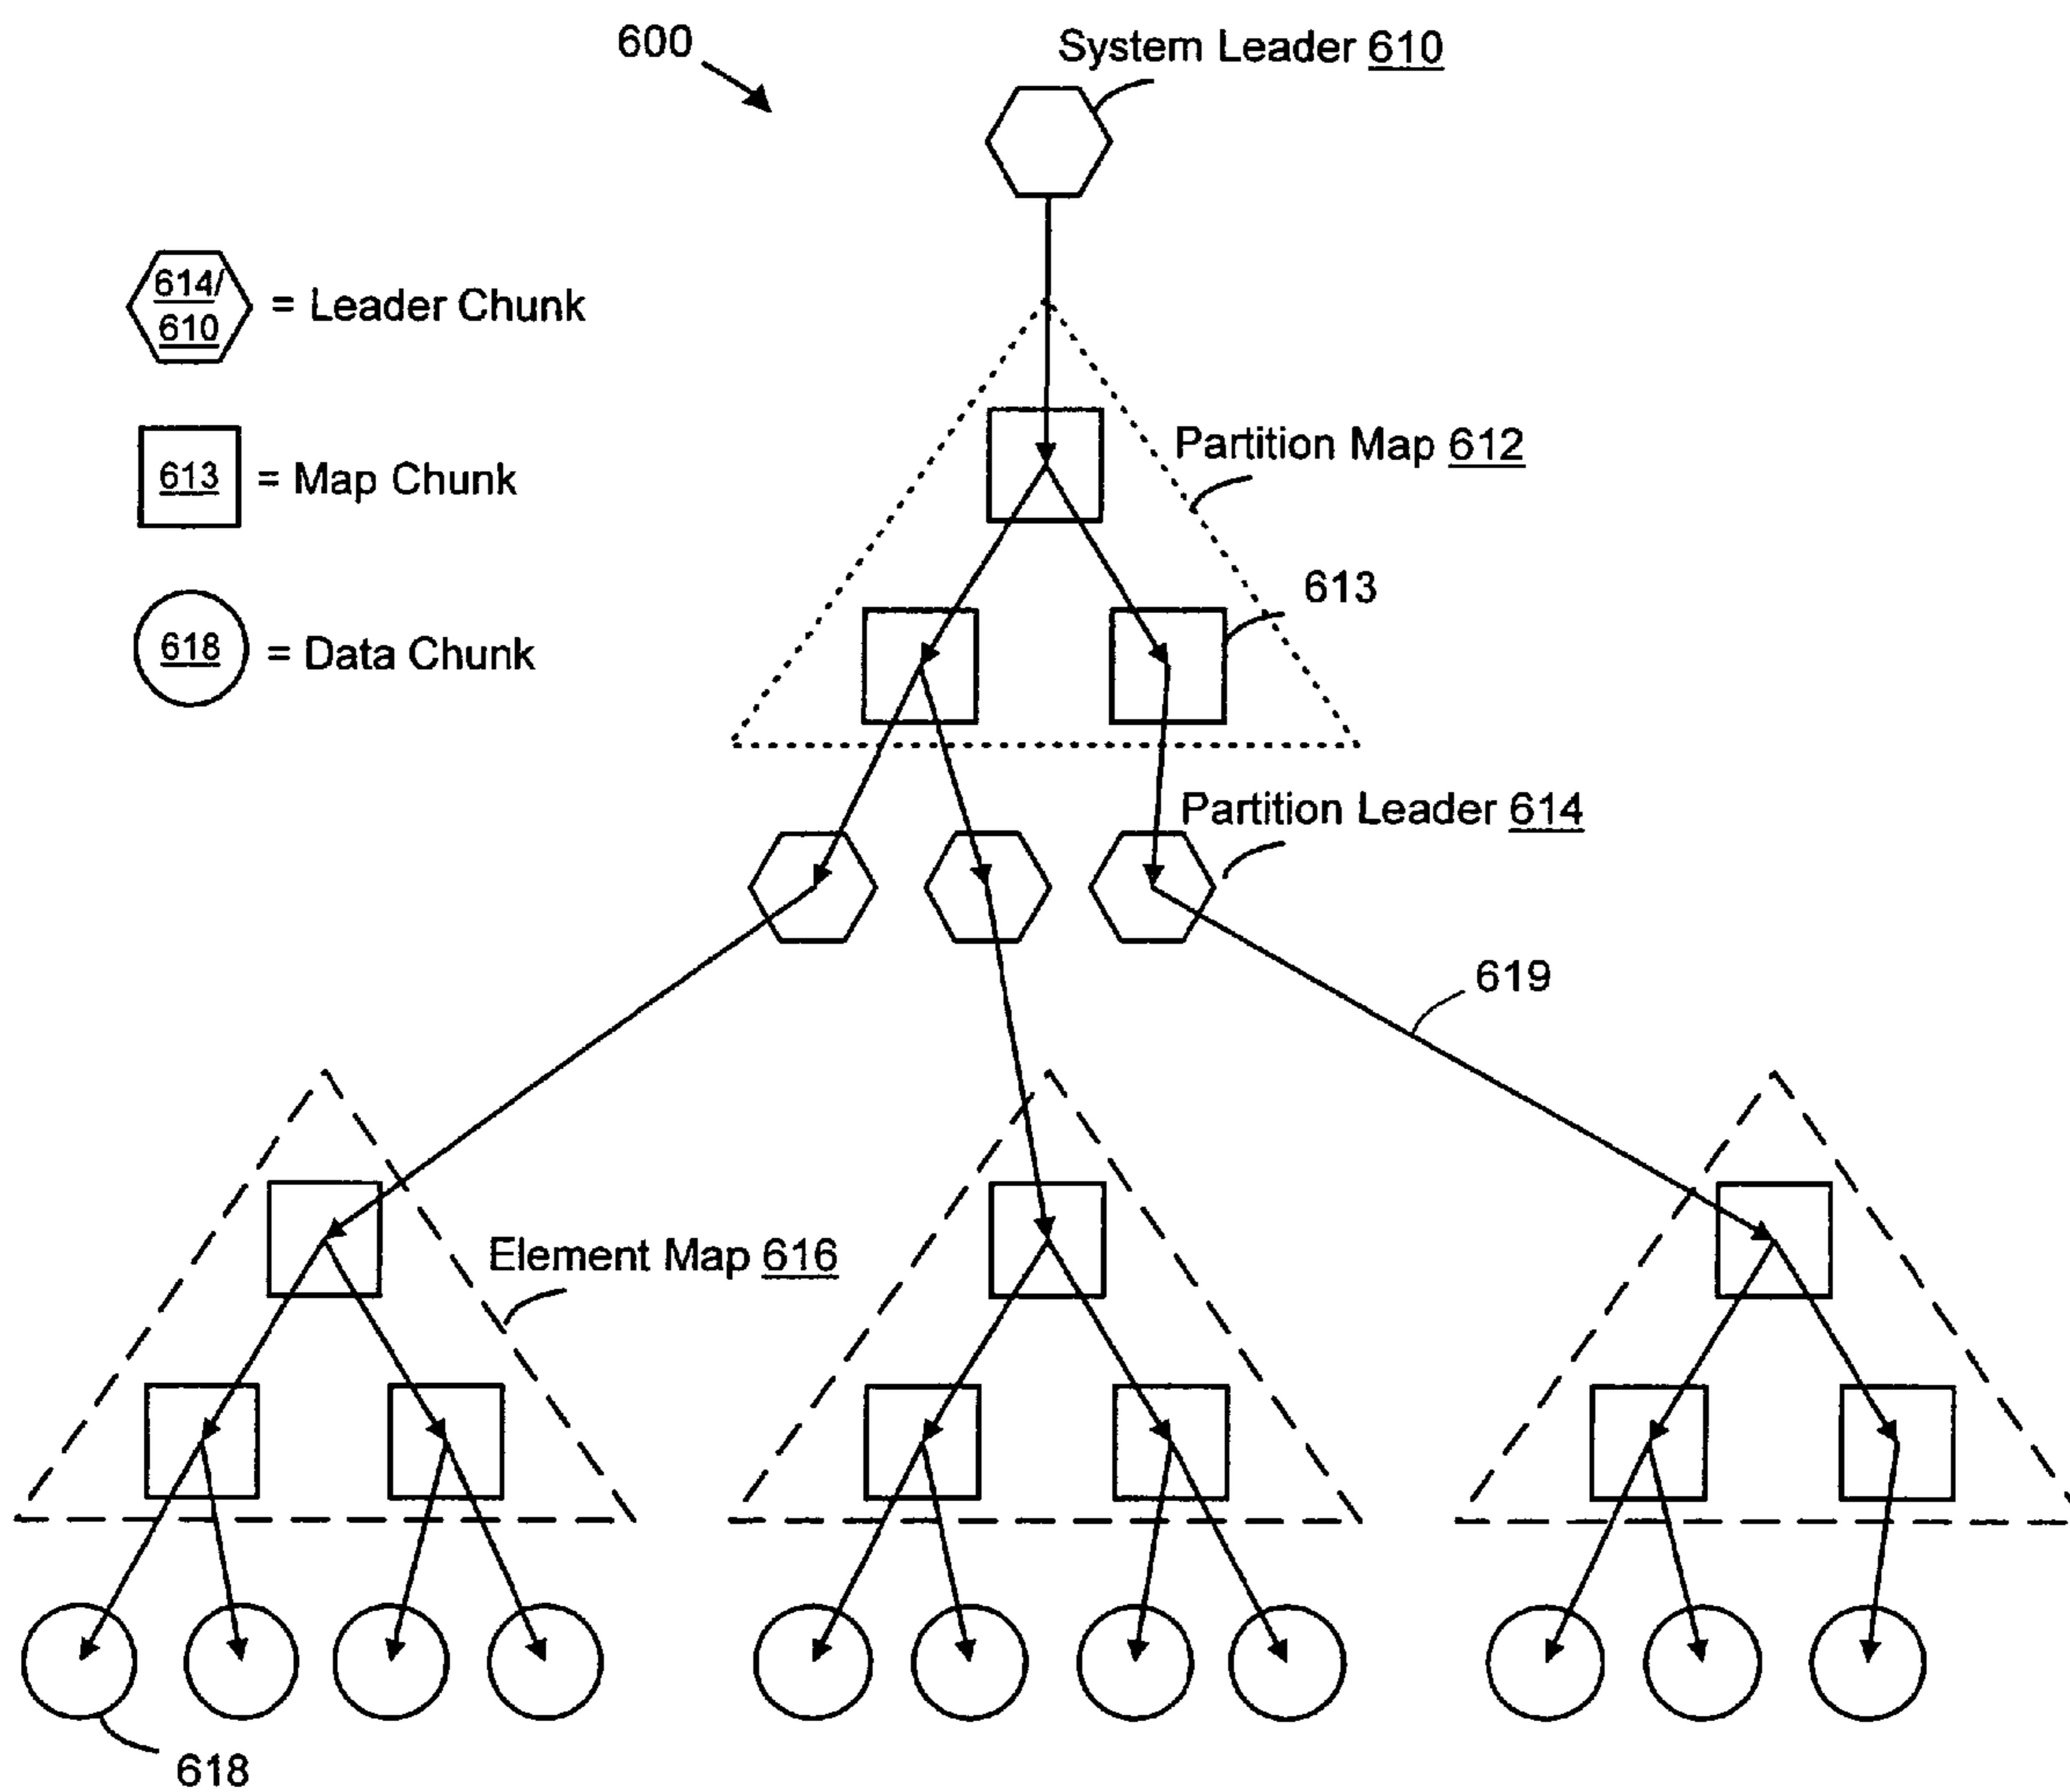 600
System Leader 610
614/
610
= Leader Chunk
Partition Map 612
613
= Map Chunk
613
618
= Data Chunk
Partition Leader 614
619
Element Map 616
618